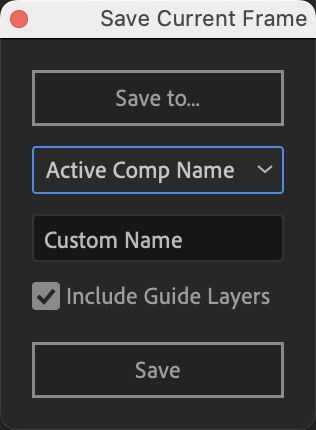 Save Current Frame
Save to...
Active Comp Name
Custom Name
Include Guide Layers
Save